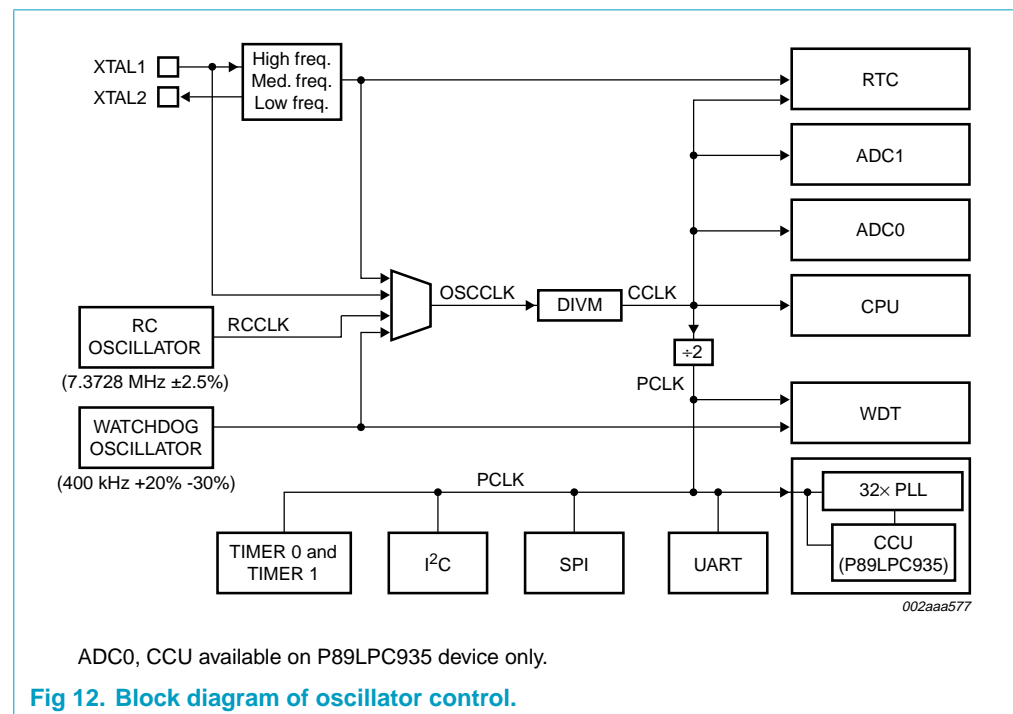 XTAL1
XTAL2
High freq.
Med. freq.
Low freq.
RTC
ADC1
ADC0
CPU
OSCCLK
DIVM
CCLK
RC
OSCILLATOR
RCCLK
(7.3728 MHz ±2.5%)
÷2
PCLK
WDT
WATCHDOG
OSCILLATOR
(400 kHz +20% -30%)
PCLK
32× PLL
CCU
(P89LPC935)
TIMER 0 and
TIMER 1
I²C
SPI
UART
002aaa577
ADC0, CCU available on P89LPC935 device only.
Fig 12. Block diagram of oscillator control.